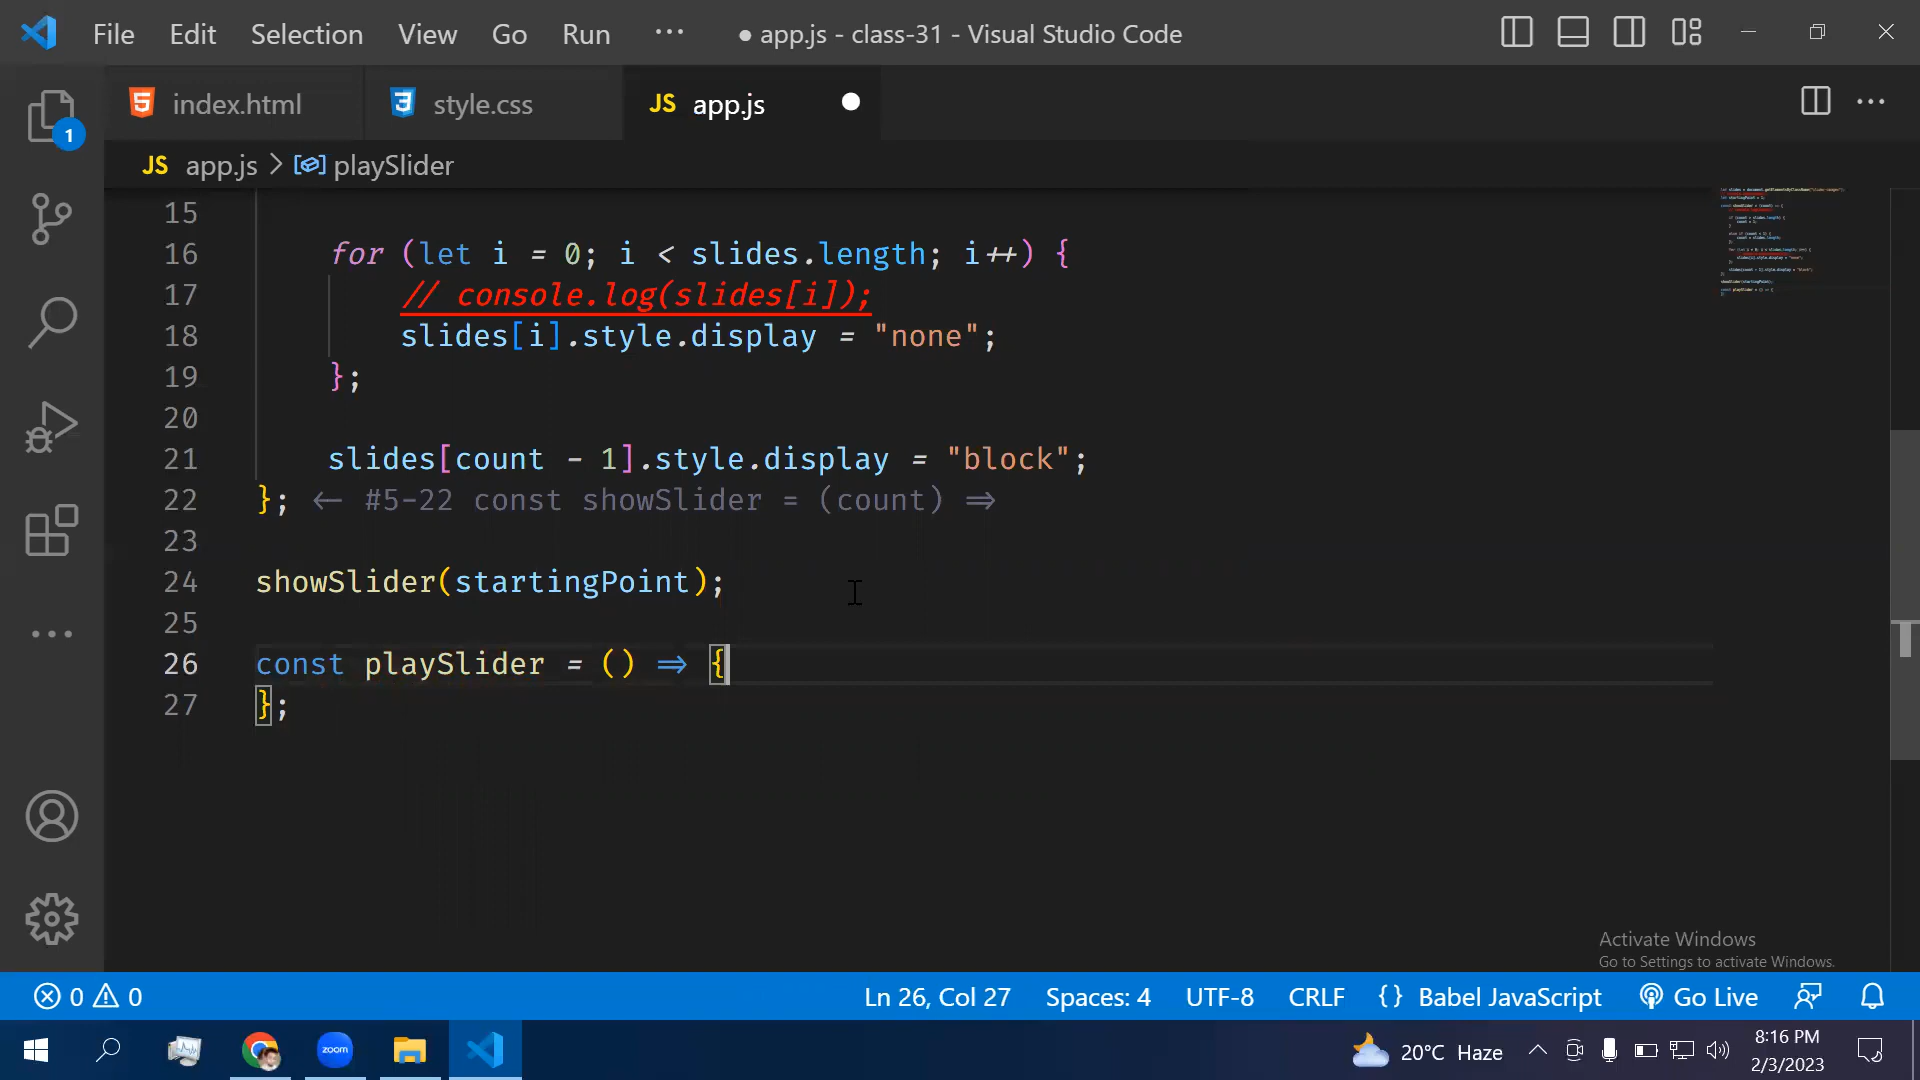 File Edit Selection View Go Run ··· ● app.js - class-31 - Visual Studio Code
index.html style.css JS app.js
JS app.js > playSlider
15
16 for (let i = 0; i < slides.length; i++) {
17 // console.log(slides[i]);
18 slides[i].style.display = "none";
19 };
20
21 slides[count - 1].style.display = "block";
22 }; ← #5-22 const showSlider = (count) ⇒
23
24 showSlider(startingPoint);
25
26 const playSlider = () ⇒ {
27 };
1
Activate Windows
Go to Settings to activate Windows.
0 0 Ln 26, Col 27 Spaces: 4 UTF-8 CRLF {} Babel JavaScript Go Live
zoom 20°C Haze 8:16 PM
2/3/2023